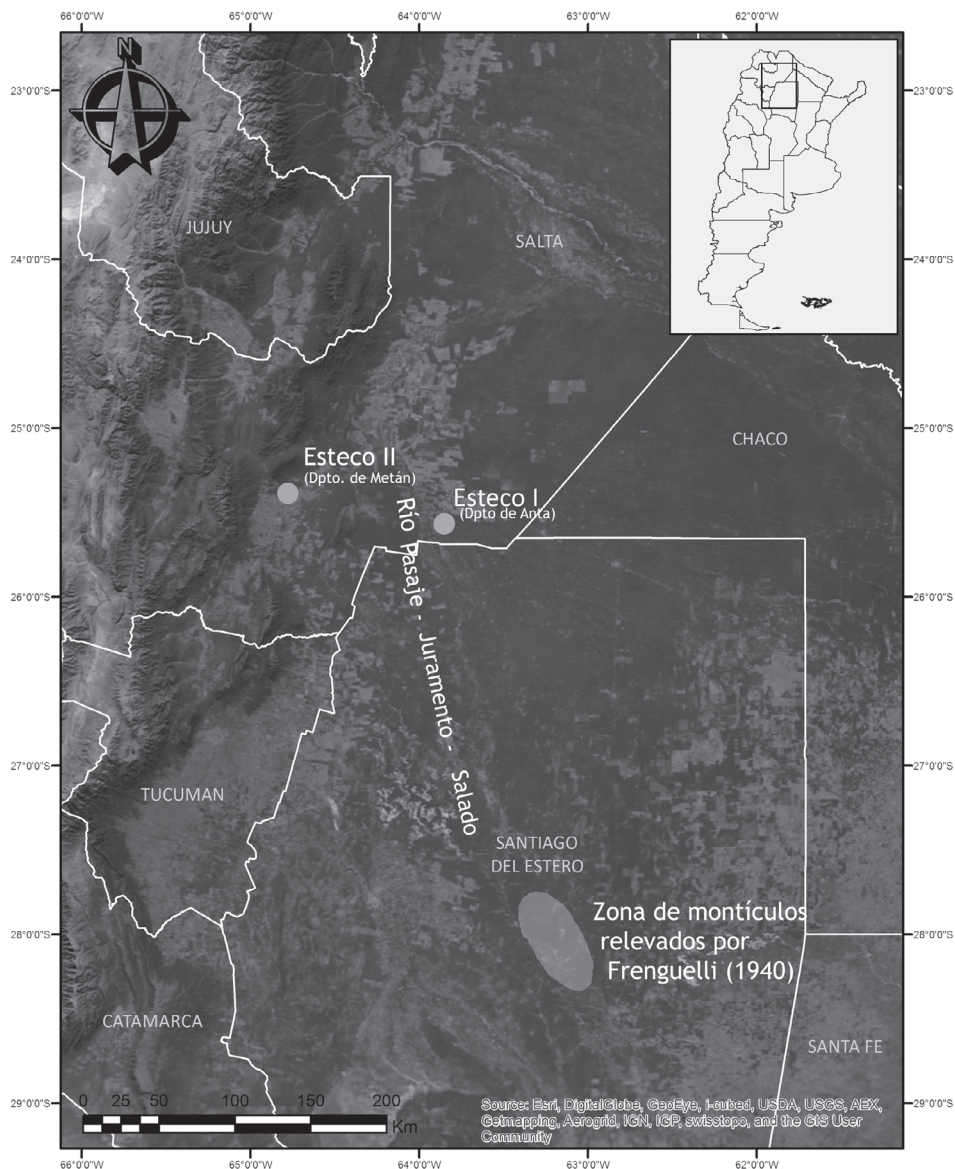 66°0'0"W 65°0'0"W 64°0'0"W 63°0'0"W 62°0'0"W
N
23°0'0"S 23°0'0"S
JUJUY
SALTA
24°0'0"S 24°0'0"S
25°0'0"S 25°0'0"S
CHACO
Esteco II
(Dpto. de Metán)
Esteco I
(Dpto de Anta)
Río Pasaje - Juramento - Salado
26°0'0"S 26°0'0"S
27°0'0"S 27°0'0"S
TUCUMAN
SANTIAGO
DEL ESTERO
Zona de montículos
relevados por
Frenguelli (1940)
28°0'0"S 28°0'0"S
CATAMARCA
SANTA FE
29°0'0"S 29°0'0"S
0 25 50 100 150 200
Km
Source: Esri, DigitalGlobe, GeoEye, i-cubed, USDA, USGS, AEX,
Getmapping, Aerogrid, IGN, IGP, swisstopo, and the GIS User
Community
66°0'0"W 65°0'0"W 64°0'0"W 63°0'0"W 62°0'0"W